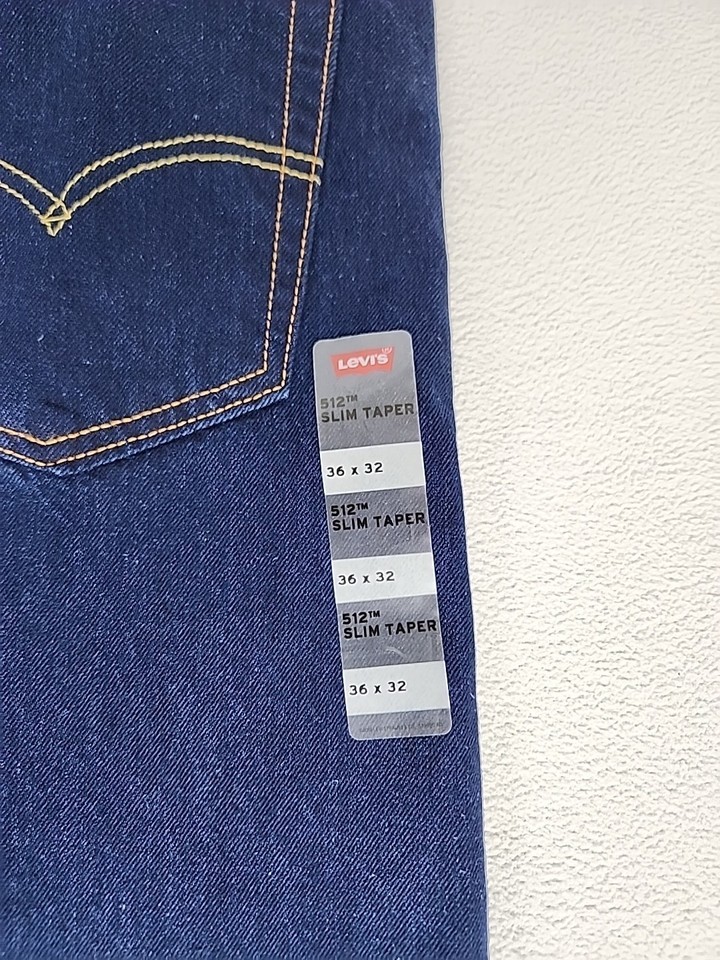 Levi's
512™
SLIM TAPER
36 x 32
512™
SLIM TAPER
36 x 32
512™
SLIM TAPER
36 x 32